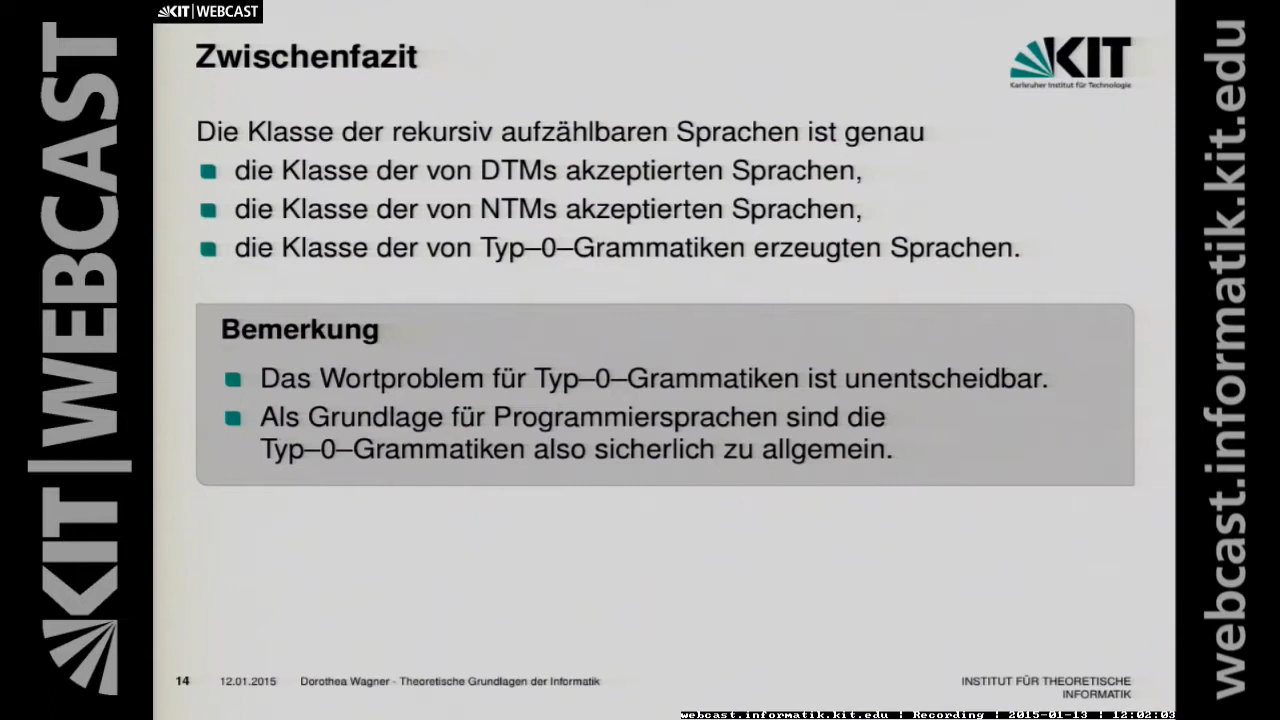 KIT | WEBCAST
Zwischenfazit
KIT
Karlsruher Institut für Technologie
Die Klasse der rekursiv aufzählbaren Sprachen ist genau
die Klasse der von DTMs akzeptierten Sprachen,
die Klasse der von NTMs akzeptierten Sprachen,
die Klasse der von Typ–0–Grammatiken erzeugten Sprachen.
Bemerkung
Das Wortproblem für Typ–0–Grammatiken ist unentscheidbar.
Als Grundlage für Programmiersprachen sind die
Typ–0–Grammatiken also sicherlich zu allgemein.
14 12.01.2015 Dorothea Wagner - Theoretische Grundlagen der Informatik
INSTITUT FÜR THEORETISCHE
INFORMATIK
webcast.informatik.kit.edu | Recording | 2015-01-13 | 12:02:03
KIT | WEBCAST
webcast.informatik.kit.edu